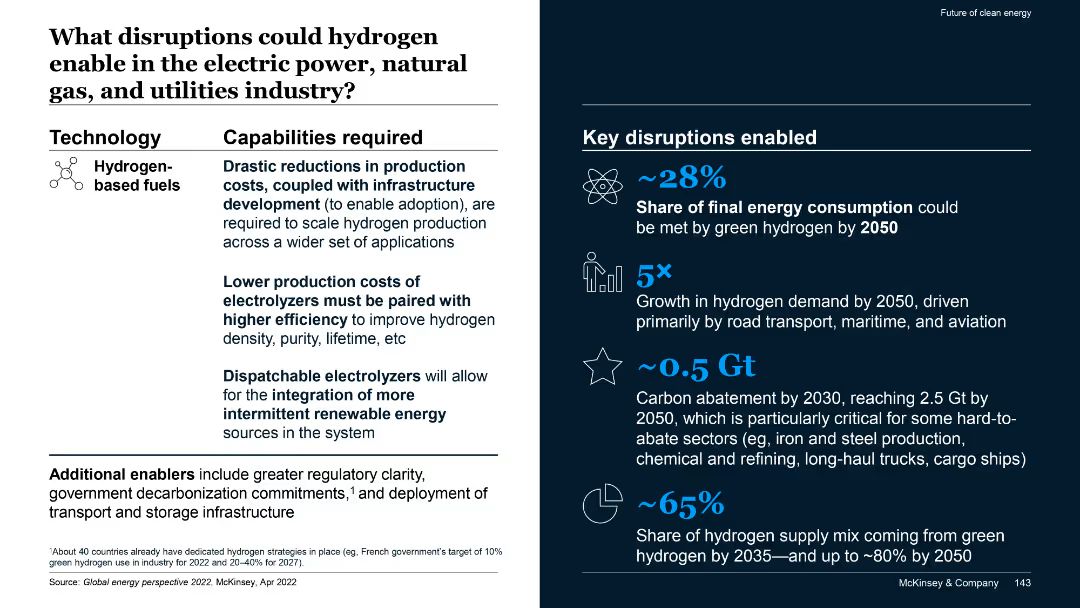 Future of clean energy
What disruptions could hydrogen
enable in the electric power, natural
gas, and utilities industry?
Technology
Capabilities required
Hydrogen-
based fuels
Drastic reductions in production
costs, coupled with infrastructure
development (to enable adoption), are
required to scale hydrogen production
across a wider set of applications
Lower production costs of
electrolyzers must be paired with
higher efficiency to improve hydrogen
density, purity, lifetime, etc
Dispatchable electrolyzers will allow
for the integration of more
intermittent renewable energy
sources in the system
Additional enablers include greater regulatory clarity,
government decarbonization commitments,¹ and deployment of
transport and storage infrastructure
¹About 40 countries already have dedicated hydrogen strategies in place (eg, French government's target of 10%
green hydrogen use in industry for 2022 and 20–40% for 2027).
Source: Global energy perspective 2022, McKinsey, Apr 2022
Key disruptions enabled
~28%
Share of final energy consumption could
be met by green hydrogen by 2050
5×
Growth in hydrogen demand by 2050, driven
primarily by road transport, maritime, and aviation
~0.5 Gt
Carbon abatement by 2030, reaching 2.5 Gt by
2050, which is particularly critical for some hard-to-
abate sectors (eg, iron and steel production,
chemical and refining, long-haul trucks, cargo ships)
~65%
Share of hydrogen supply mix coming from green
hydrogen by 2035—and up to ~80% by 2050
McKinsey & Company 143